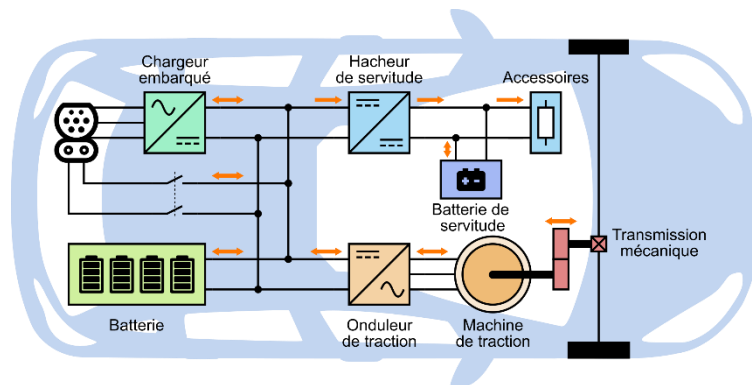 Chargeur
embarqué
Hacheur
de servitude
Accessoires
Batterie de
servitude
Transmission
mécanique
Batterie
Onduleur
de traction
Machine
de traction